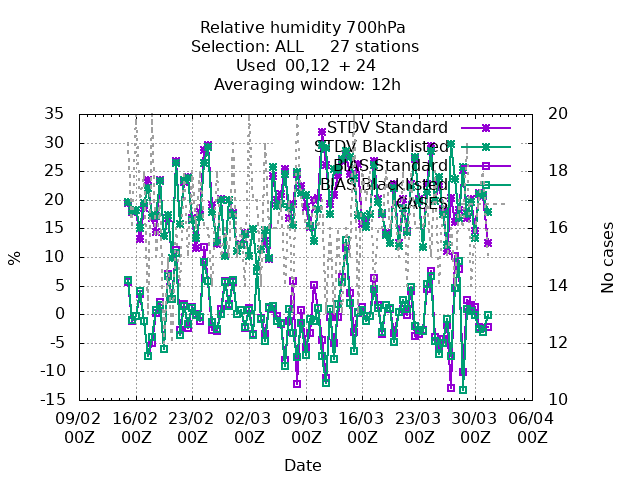 Relative humidity 700hPa
Selection: ALL 27 stations
Used 00,12 + 24
Averaging window: 12h
35 20
STDV Standard
30
STDV Blacklisted
25 18
BIAS Standard
BIAS Blacklisted
20
CASES
15 16
10
%
No cases
5 14
0
-5 12
-10
-15 10
09/02 16/02 23/02 02/03 09/03 16/03 23/03 30/03 06/04
00Z 00Z 00Z 00Z 00Z 00Z 00Z 00Z 00Z
Date